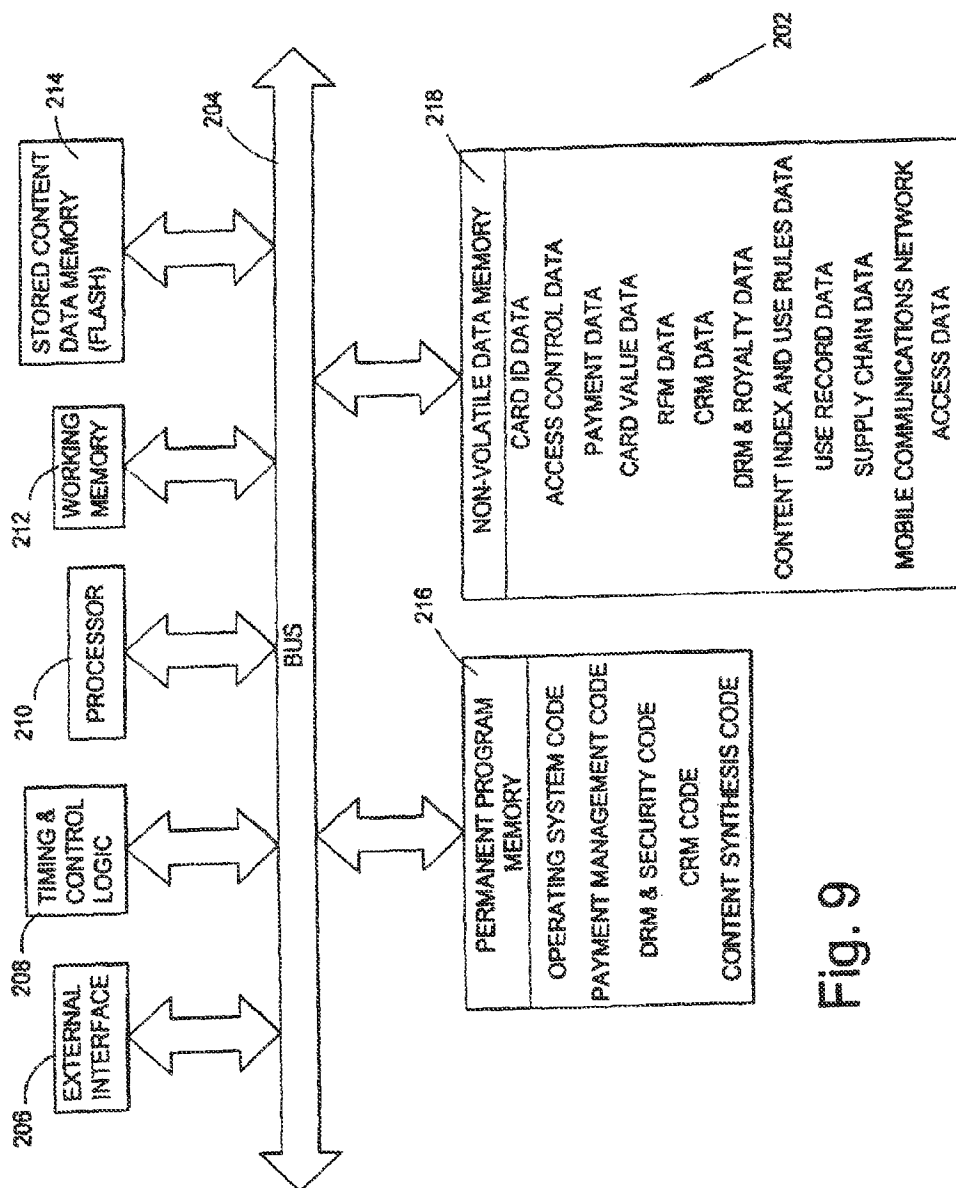 206
EXTERNAL
INTERFACE
208
TIMING &
CONTROL
LOGIC
210
PROCESSOR
212
WORKING
MEMORY
STORED CONTENT
DATA MEMORY
(FLASH)
214
204
BUS
216
PERMANENT PROGRAM
MEMORY
OPERATING SYSTEM CODE
PAYMENT MANAGEMENT CODE
DRM & SECURITY CODE
CRM CODE
CONTENT SYNTHESIS CODE
218
NON-VOLATILE DATA MEMORY
CARD ID DATA
ACCESS CONTROL DATA
PAYMENT DATA
CARD VALUE DATA
RFM DATA
CRM DATA
DRM & ROYALTY DATA
CONTENT INDEX AND USE RULES DATA
USE RECORD DATA
SUPPLY CHAIN DATA
MOBILE COMMUNICATIONS NETWORK
ACCESS DATA
202
Fig. 9